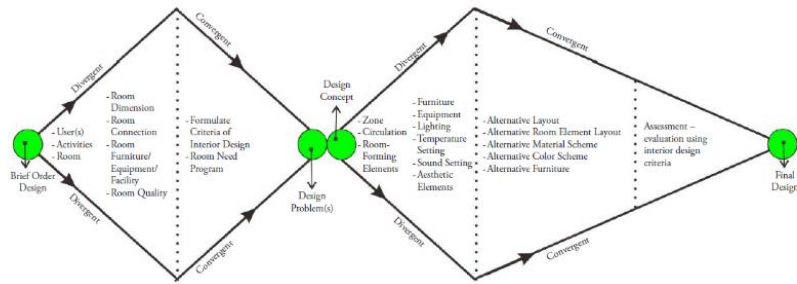 Divergent
Convergent
Divergent
Convergent
Brief Order
Design
- User(s)
- Activities
- Room
- Room
Dimension
- Room
Connection
- Room
Furniture/
Equipment/
Facility
- Room Quality
- Formulate
Criteria of
Interior Design
- Room Need
Program
Design
Concept
Design
Problem(s)
- Zone
- Circulation
- Room-
Forming
Elements
- Furniture
- Equipment
- Lighting
- Temperature
Setting
- Sound Setting
- Aesthetic
Elements
- Alternative Layout
- Alternative Room Element Layout
- Alternative Material Scheme
- Alternative Color Scheme
- Alternative Furniture
Assessment –
evaluation using
interior design
criteria
Final
Design
Divergent
Convergent
Divergent
Convergent